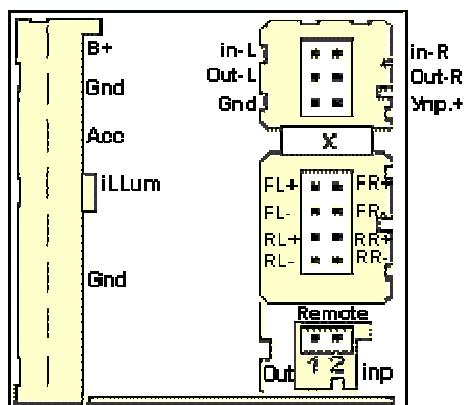 B+
in-L
in-R
Gnd
Out-L
Out-R
Gnd
Упр.+
Acc
X
iLLum
FL+
FR+
FL-
FR-
RL+
RR+
RL-
RR-
Gnd
Remote
1 2
Out
inp